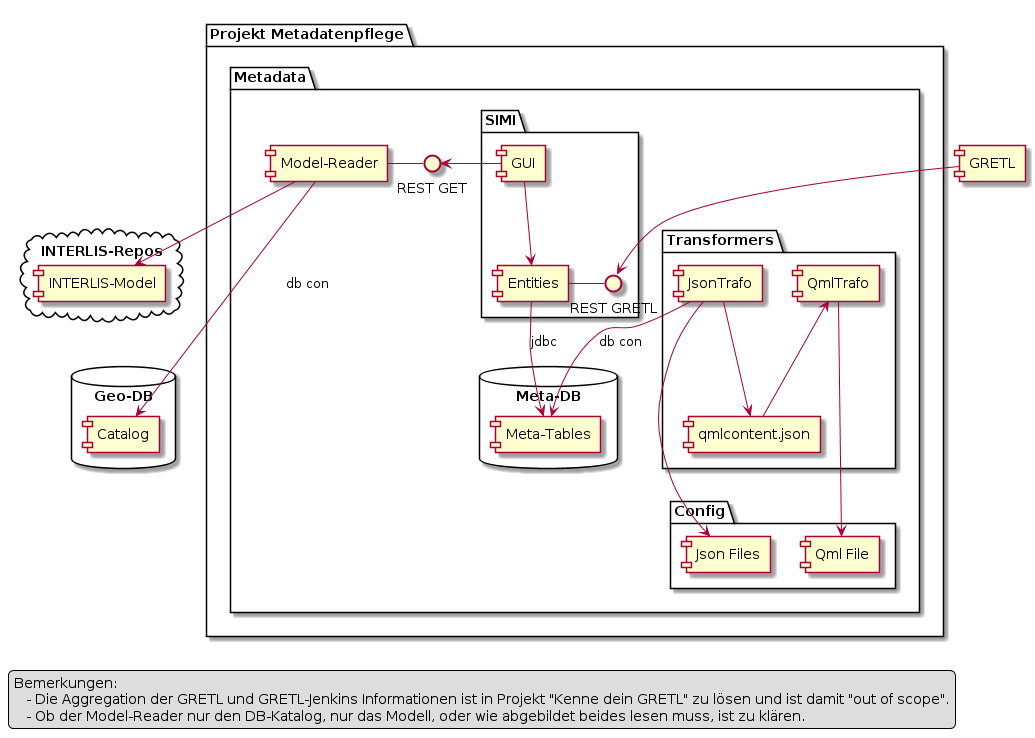 Projekt Metadatenpflege
Metadata
SIMI
Model-Reader
REST GET
GUI
GRETL
Transformers
INTERLIS-Repos
INTERLIS-Model
db con
Entities
REST GRETL
JsonTrafo
QmlTrafo
jdbc
db con
Geo-DB
Catalog
Meta-DB
Meta-Tables
qmlcontent.json
Config
Json Files
Qml File
Bemerkungen:
- Die Aggregation der GRETL und GRETL-Jenkins Informationen ist in Projekt "Kenne dein GRETL" zu lösen und ist damit "out of scope".
- Ob der Model-Reader nur den DB-Katalog, nur das Modell, oder wie abgebildet beides lesen muss, ist zu klären.